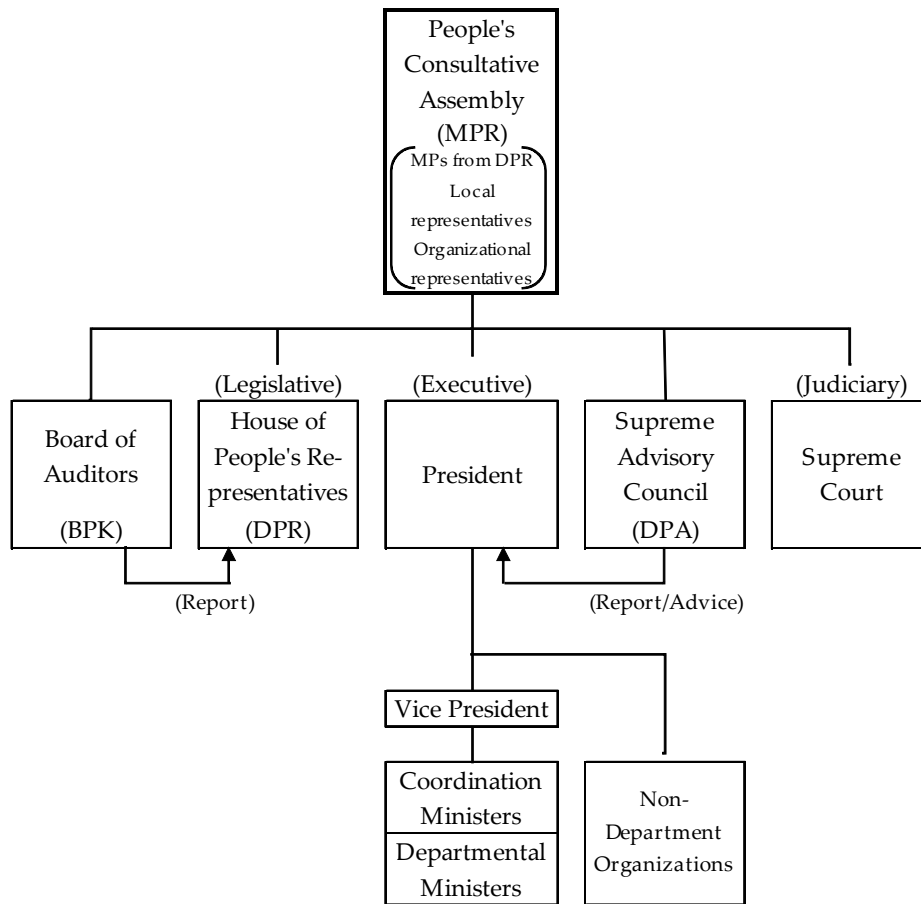 People's
Consultative
Assembly
(MPR)
MPs from DPR
Local
representatives
Organizational
representatives
(Legislative)
(Executive)
(Judiciary)
Board of
Auditors
(BPK)
House of
People's Re-
presentatives
(DPR)
President
Supreme
Advisory
Council
(DPA)
Supreme
Court
(Report)
(Report/Advice)
Vice President
Coordination
Ministers
Departmental
Ministers
Non-
Department
Organizations